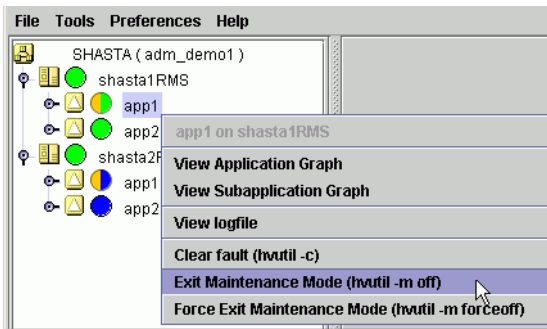 File Tools Preferences Help
SHASTA ( adm_demo1 )
shasta1RMS
app1
app2
app1 on shasta1RMS
shasta2R
View Application Graph
app1
View Subapplication Graph
app2
View logfile
Clear fault (hvutil -c)
Exit Maintenance Mode (hvutil -m off)
Force Exit Maintenance Mode (hvutil -m forceoff)